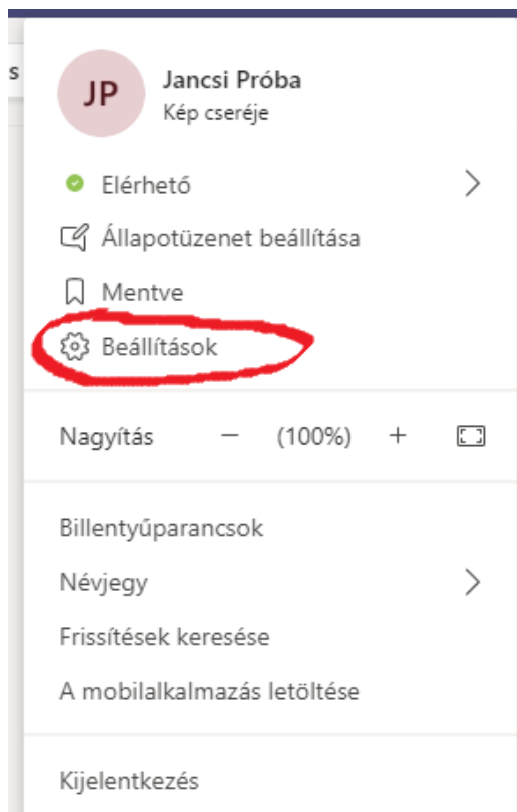 s
JP
Jancsi Próba
Kép cseréje
Elérhető
Állapotüzenet beállítása
Mentve
Beállítások
Nagyítás — (100%) +
Billentyűparancsok
Névjegy
Frissítések keresése
A mobilalkalmazás letöltése
Kijelentkezés